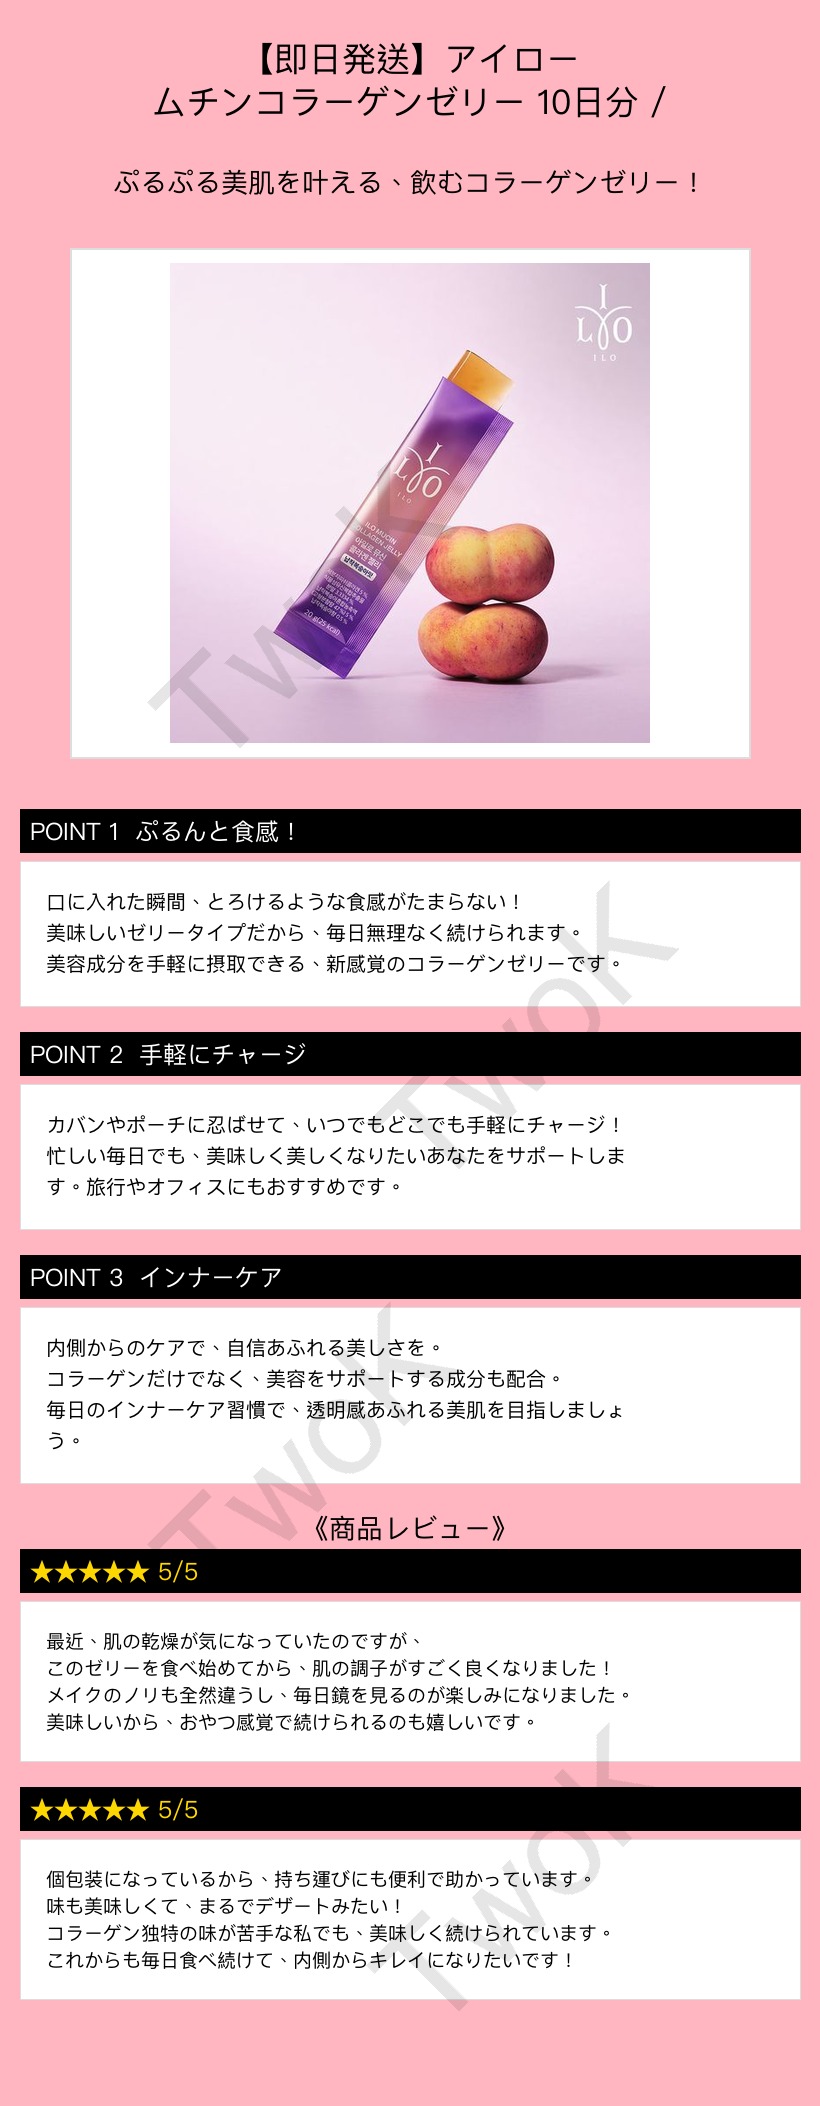 【即日発送】アイロー
ムチンコラーゲンゼリー 10日分 /
ぷるぷる美肌を叶える、飲むコラーゲンゼリー！
I
LO
ILO
I
LO
ILO
ILO MUCIN
COLLAGEN JELLY
아일로 뮤신
콜라겐 젤리
납작복숭아맛
20 g(25 kcal)
TwoK
POINT 1 ぷるんと食感！
口に入れた瞬間、とろけるような食感がたまらない！
美味しいゼリータイプだから、毎日無理なく続けられます。
美容成分を手軽に摂取できる、新感覚のコラーゲンゼリーです。
TwoK
POINT 2 手軽にチャージ
カバンやポーチに忍ばせて、いつでもどこでも手軽にチャージ！
忙しい毎日でも、美味しく美しくなりたいあなたをサポートしま
す。旅行やオフィスにもおすすめです。
POINT 3 インナーケア
内側からのケアで、自信あふれる美しさを。
コラーゲンだけでなく、美容をサポートする成分も配合。
毎日のインナーケア習慣で、透明感あふれる美肌を目指しましょ
う。
TwoK
《商品レビュー》
★★★★★ 5/5
最近、肌の乾燥が気になっていたのですが、
このゼリーを食べ始めてから、肌の調子がすごく良くなりました！
メイクのノリも全然違うし、毎日鏡を見るのが楽しみになりました。
美味しいから、おやつ感覚で続けられるのも嬉しいです。
★★★★★ 5/5
個包装になっているから、持ち運びにも便利で助かっています。
味も美味しくて、まるでデザートみたい！
コラーゲン独特の味が苦手な私でも、美味しく続けられています。
これからも毎日食べ続けて、内側からキレイになりたいです！
TwoK